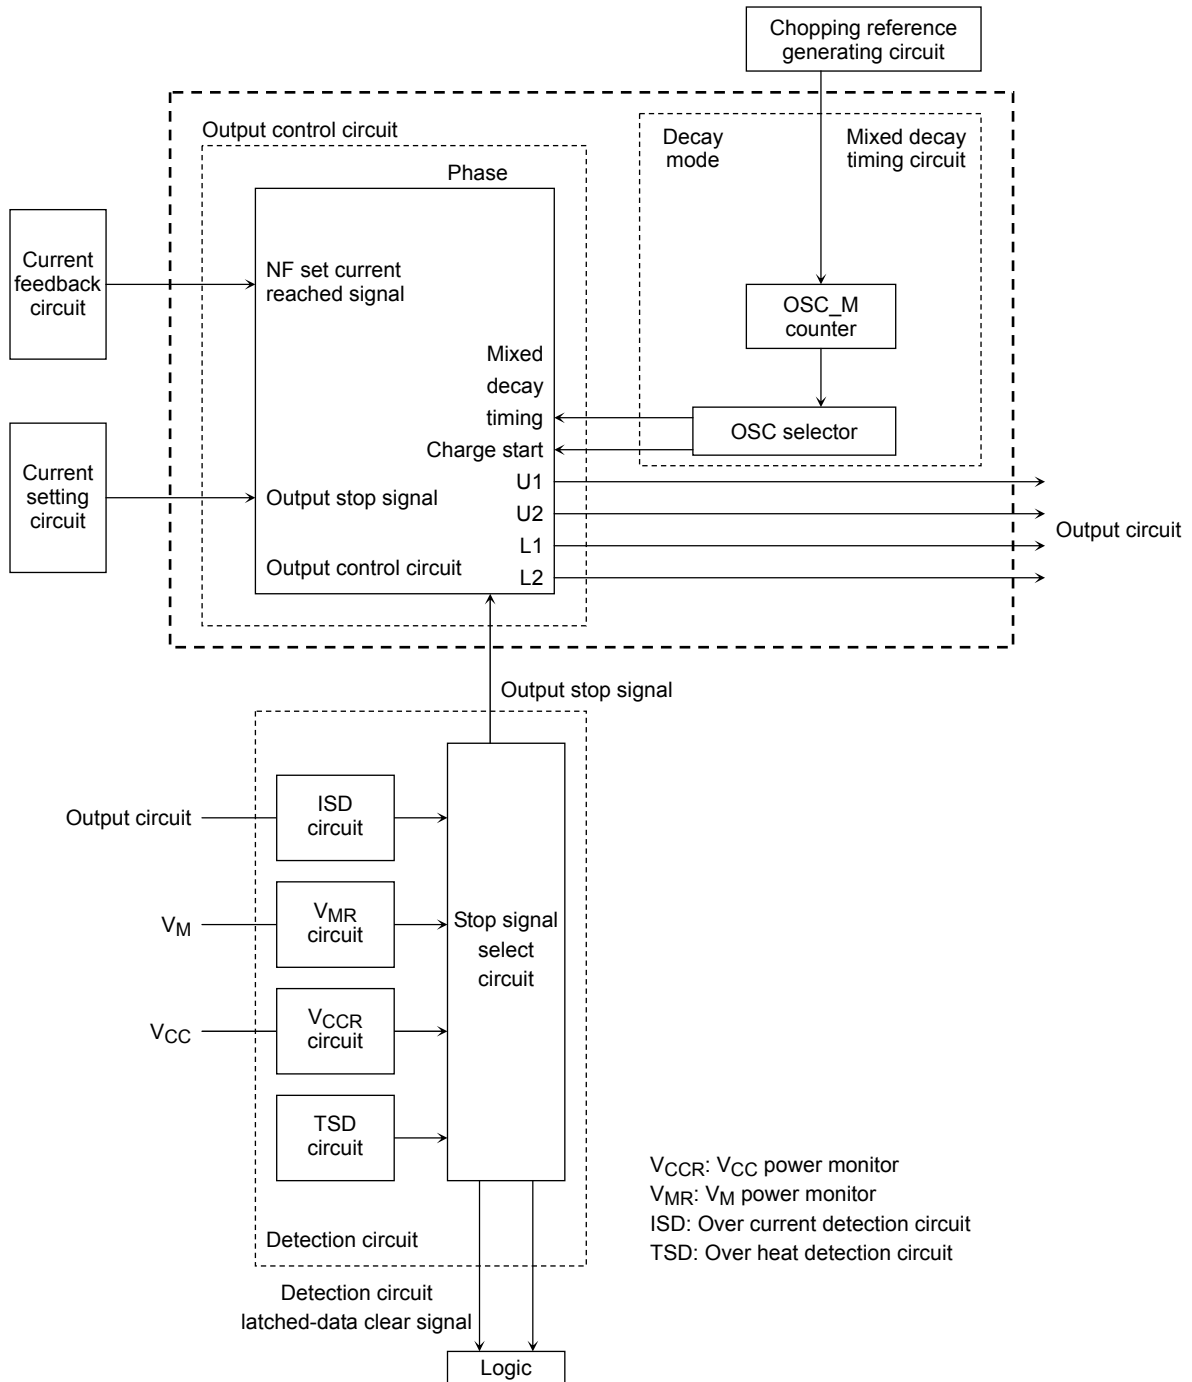 Chopping reference
generating circuit
Output control circuit
Decay
mode
Mixed decay
timing circuit
Phase
Current
feedback
circuit
NF set current
reached signal
OSC_M
counter
Mixed
decay
timing
OSC selector
Charge start
Current
setting
circuit
Output stop signal
U1
U2
L1
L2
Output circuit
Output control circuit
Output stop signal
Output circuit
ISD
circuit
VM
VMR
circuit
Stop signal
select
circuit
VCC
VCCR
circuit
TSD
circuit
VCCR: VCC power monitor
VMR: VM power monitor
ISD: Over current detection circuit
TSD: Over heat detection circuit
Detection circuit
Detection circuit
latched-data clear signal
Logic